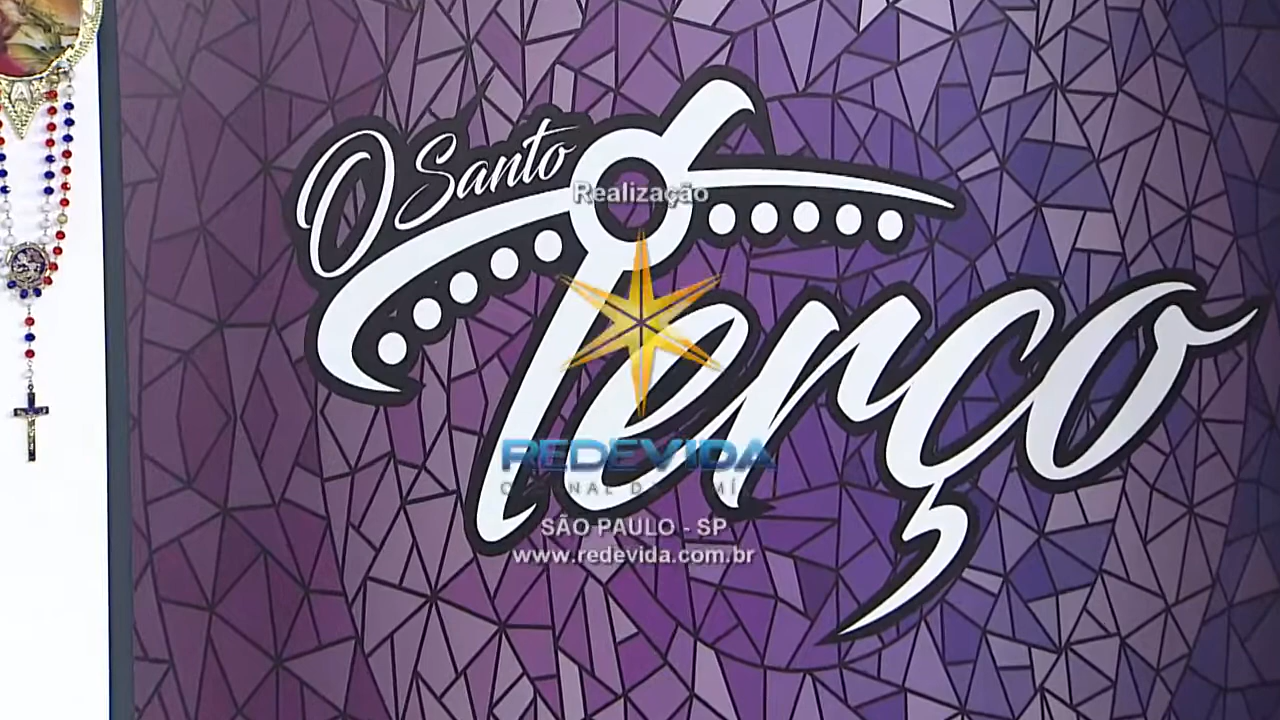 O Santo
Terço
Realização
REDEVIDA
SÃO PAULO - SP
www.redevida.com.br